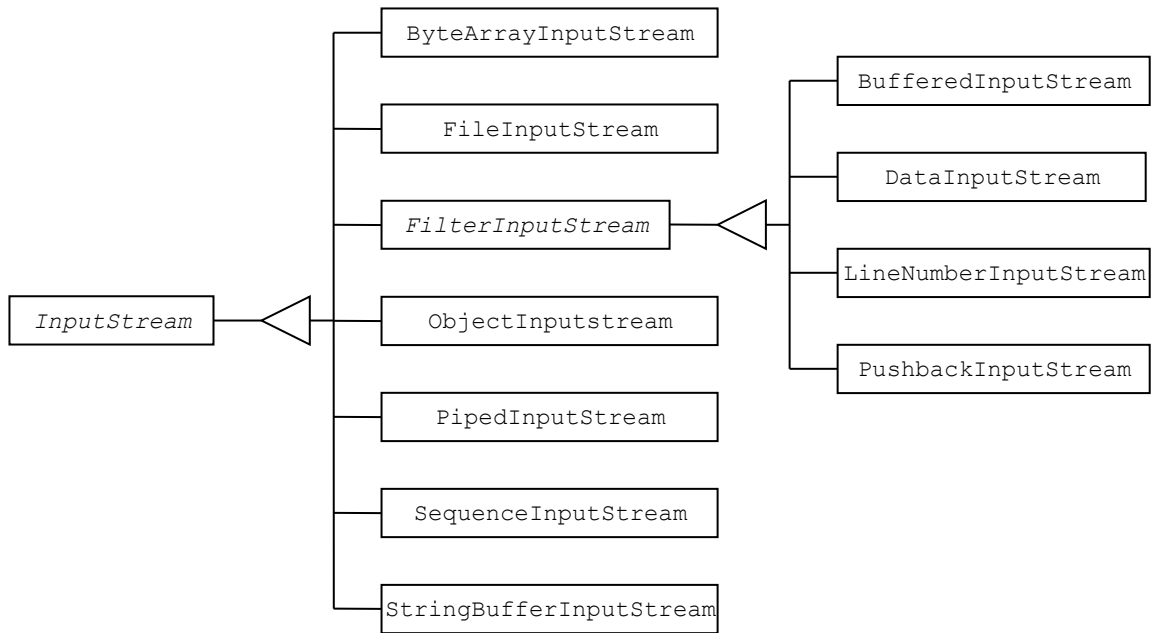 ByteArrayInputStream
BufferedInputStream
FileInputStream
DataInputStream
FilterInputStream
LineNumberInputStream
InputStream
ObjectInputstream
PushbackInputStream
PipedInputStream
SequenceInputStream
StringBufferInputStream